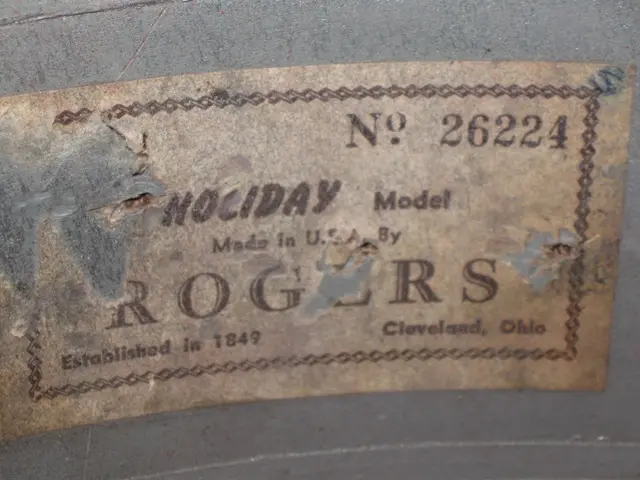 Nº 26224
HOLIDAY Model
Made in U.S.A. By
ROGERS
Established in 1849 Cleveland, Ohio